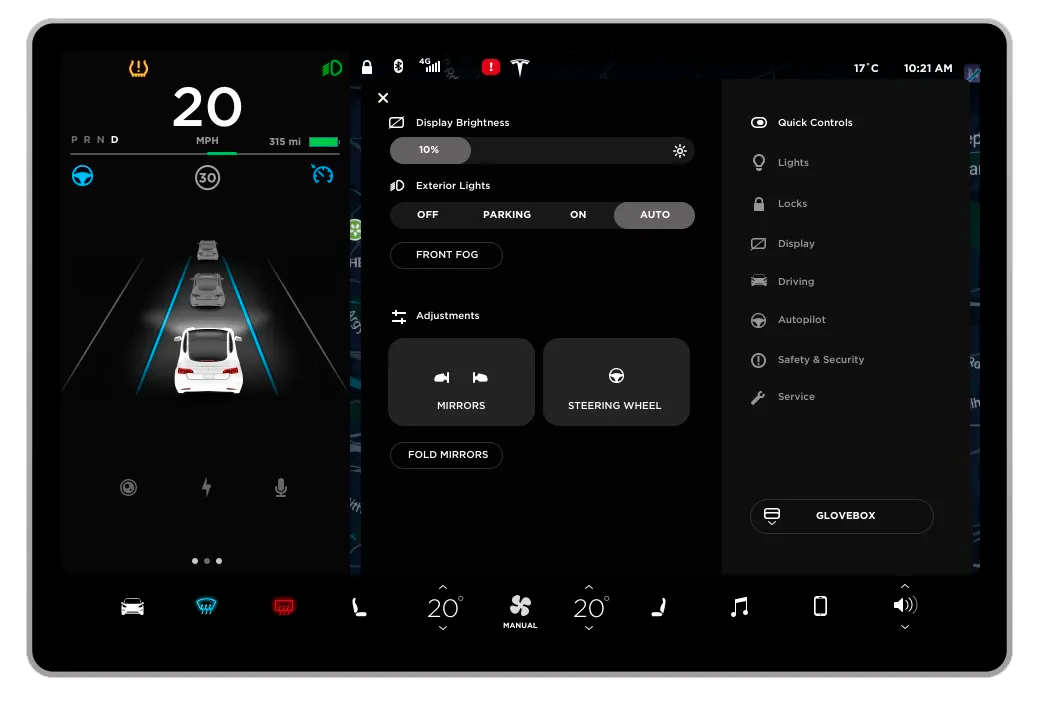 20
P R N D
MPH
315 mi
30
4G
17°C
10:21 AM
Display Brightness
10%
Exterior Lights
OFF
PARKING
ON
AUTO
FRONT FOG
Adjustments
MIRRORS
STEERING WHEEL
FOLD MIRRORS
Quick Controls
Lights
Locks
Display
Driving
Autopilot
Safety & Security
Service
GLOVEBOX
20°
MANUAL
20°